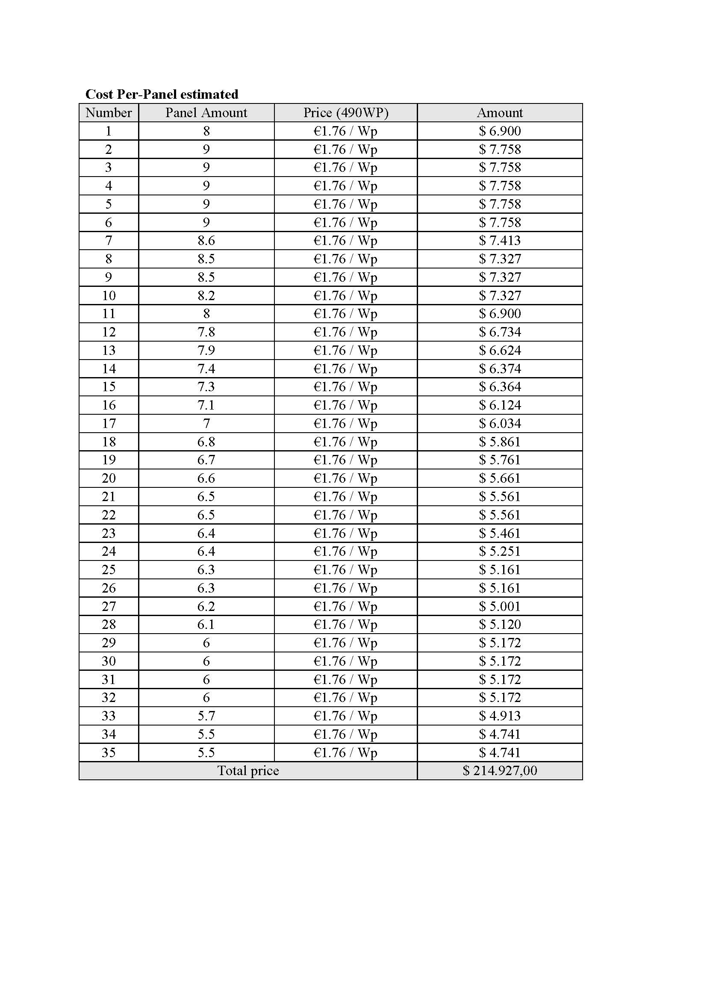 Cost Per-Panel estimated
Number Panel Amount Price (490WP) Amount
1 8 €1.76 / Wp $ 6.900
2 9 €1.76 / Wp $ 7.758
3 9 €1.76 / Wp $ 7.758
4 9 €1.76 / Wp $ 7.758
5 9 €1.76 / Wp $ 7.758
6 9 €1.76 / Wp $ 7.758
7 8.6 €1.76 / Wp $ 7.413
8 8.5 €1.76 / Wp $ 7.327
9 8.5 €1.76 / Wp $ 7.327
10 8.2 €1.76 / Wp $ 7.327
11 8 €1.76 / Wp $ 6.900
12 7.8 €1.76 / Wp $ 6.734
13 7.9 €1.76 / Wp $ 6.624
14 7.4 €1.76 / Wp $ 6.374
15 7.3 €1.76 / Wp $ 6.364
16 7.1 €1.76 / Wp $ 6.124
17 7 €1.76 / Wp $ 6.034
18 6.8 €1.76 / Wp $ 5.861
19 6.7 €1.76 / Wp $ 5.761
20 6.6 €1.76 / Wp $ 5.661
21 6.5 €1.76 / Wp $ 5.561
22 6.5 €1.76 / Wp $ 5.561
23 6.4 €1.76 / Wp $ 5.461
24 6.4 €1.76 / Wp $ 5.251
25 6.3 €1.76 / Wp $ 5.161
26 6.3 €1.76 / Wp $ 5.161
27 6.2 €1.76 / Wp $ 5.001
28 6.1 €1.76 / Wp $ 5.120
29 6 €1.76 / Wp $ 5.172
30 6 €1.76 / Wp $ 5.172
31 6 €1.76 / Wp $ 5.172
32 6 €1.76 / Wp $ 5.172
33 5.7 €1.76 / Wp $ 4.913
34 5.5 €1.76 / Wp $ 4.741
35 5.5 €1.76 / Wp $ 4.741
Total price $ 214.927,00